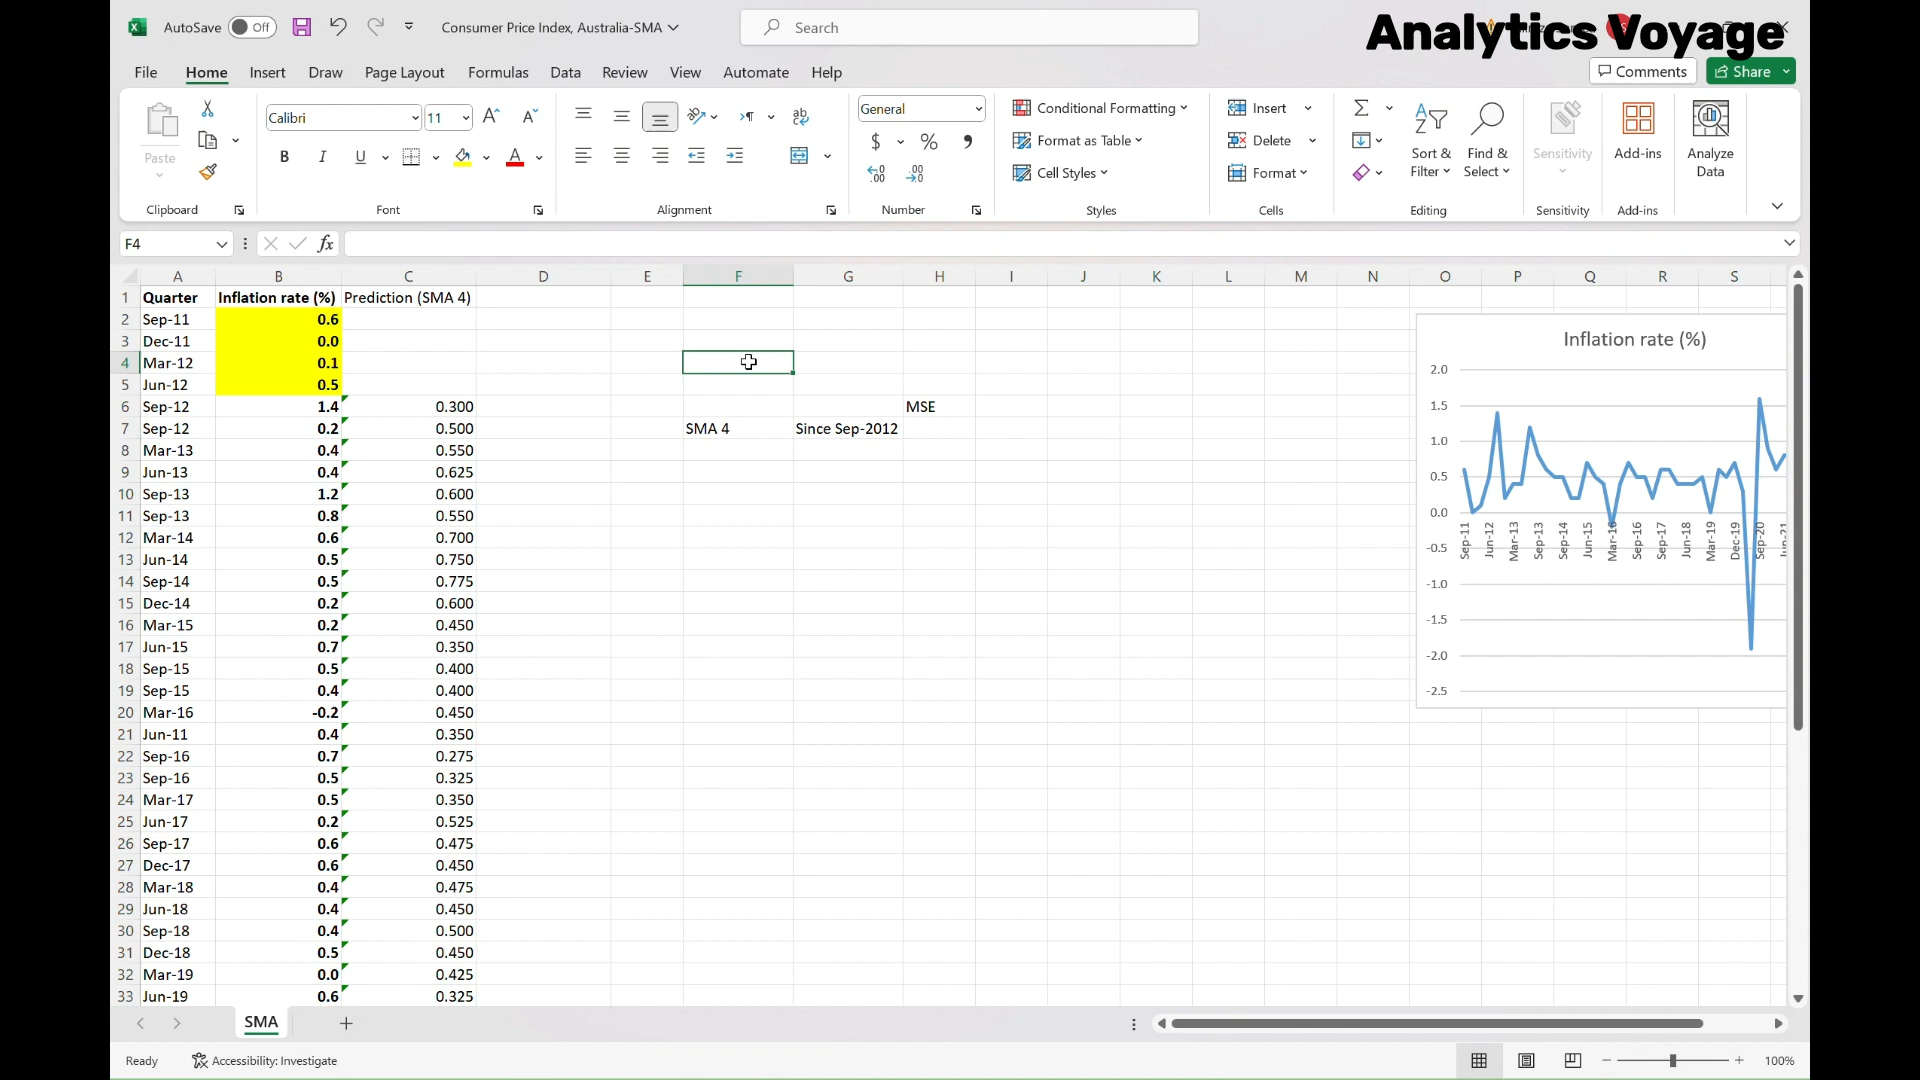 AutoSave Off Consumer Price Index, Australia-SMA Search
Analytics Voyage
File Home Insert Draw Page Layout Formulas Data Review View Automate Help Comments Share
Paste
Clipboard
Calibri 11
B I U A
Font
Alignment
General
$ % ,
Number
Conditional Formatting
Format as Table
Cell Styles
Styles
Insert
Delete
Format
Cells
Sort & Filter
Find & Select
Editing
Sensitivity
Sensitivity
Add-ins
Add-ins
Analyze Data
F4 fx
A B C D E F G H I J K L M N O P Q R S
1 Quarter Inflation rate (%) Prediction (SMA 4)
2 Sep-11 0.6
3 Dec-11 0.0
4 Mar-12 0.1
5 Jun-12 0.5
6 Sep-12 1.4 0.300 MSE
7 Sep-12 0.2 0.500 SMA 4 Since Sep-2012
8 Mar-13 0.4 0.550
9 Jun-13 0.4 0.625
10 Sep-13 1.2 0.600
11 Sep-13 0.8 0.550
12 Mar-14 0.6 0.700
13 Jun-14 0.5 0.750
14 Sep-14 0.5 0.775
15 Dec-14 0.2 0.600
16 Mar-15 0.2 0.450
17 Jun-15 0.7 0.350
18 Sep-15 0.5 0.400
19 Sep-15 0.4 0.400
20 Mar-16 -0.2 0.450
21 Jun-11 0.4 0.350
22 Sep-16 0.7 0.275
23 Sep-16 0.5 0.325
24 Mar-17 0.5 0.350
25 Jun-17 0.2 0.525
26 Sep-17 0.6 0.475
27 Dec-17 0.6 0.450
28 Mar-18 0.4 0.475
29 Jun-18 0.4 0.450
30 Sep-18 0.4 0.500
31 Dec-18 0.5 0.450
32 Mar-19 0.0 0.425
33 Jun-19 0.6 0.325
Inflation rate (%)
2.0
1.5
1.0
0.5
0.0
-0.5
-1.0
-1.5
-2.0
-2.5
Sep-11 Jun-12 Mar-13 Sep-13 Sep-14 Jun-15 Mar-16 Sep-16 Sep-17 Jun-18 Mar-19 Dec-19 Sep-20 Jun-21
SMA
Ready Accessibility: Investigate 100%